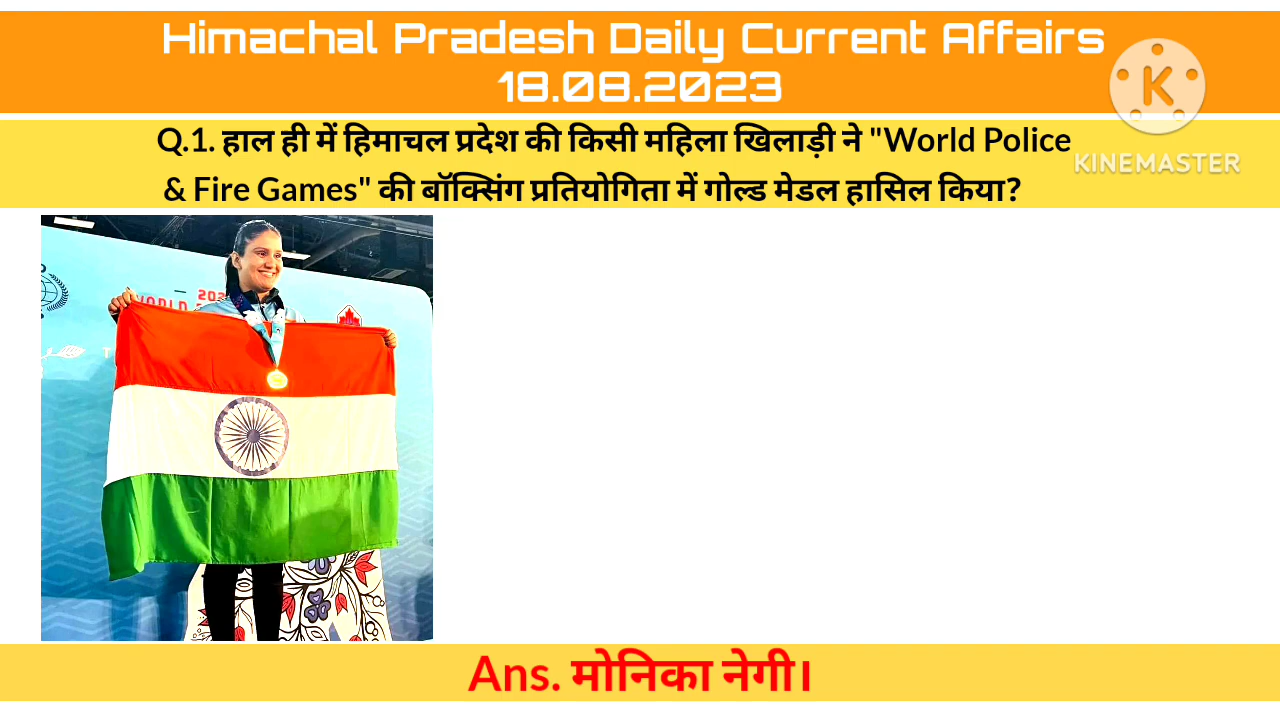 Himachal Pradesh Daily Current Affairs
18.08.2023
K
KINEMASTER
Q.1. हाल ही में हिमाचल प्रदेश की किसी महिला खिलाड़ी ने "World Police
& Fire Games" की बॉक्सिंग प्रतियोगिता में गोल्ड मेडल हासिल किया?
Ans. मोनिका नेगी।